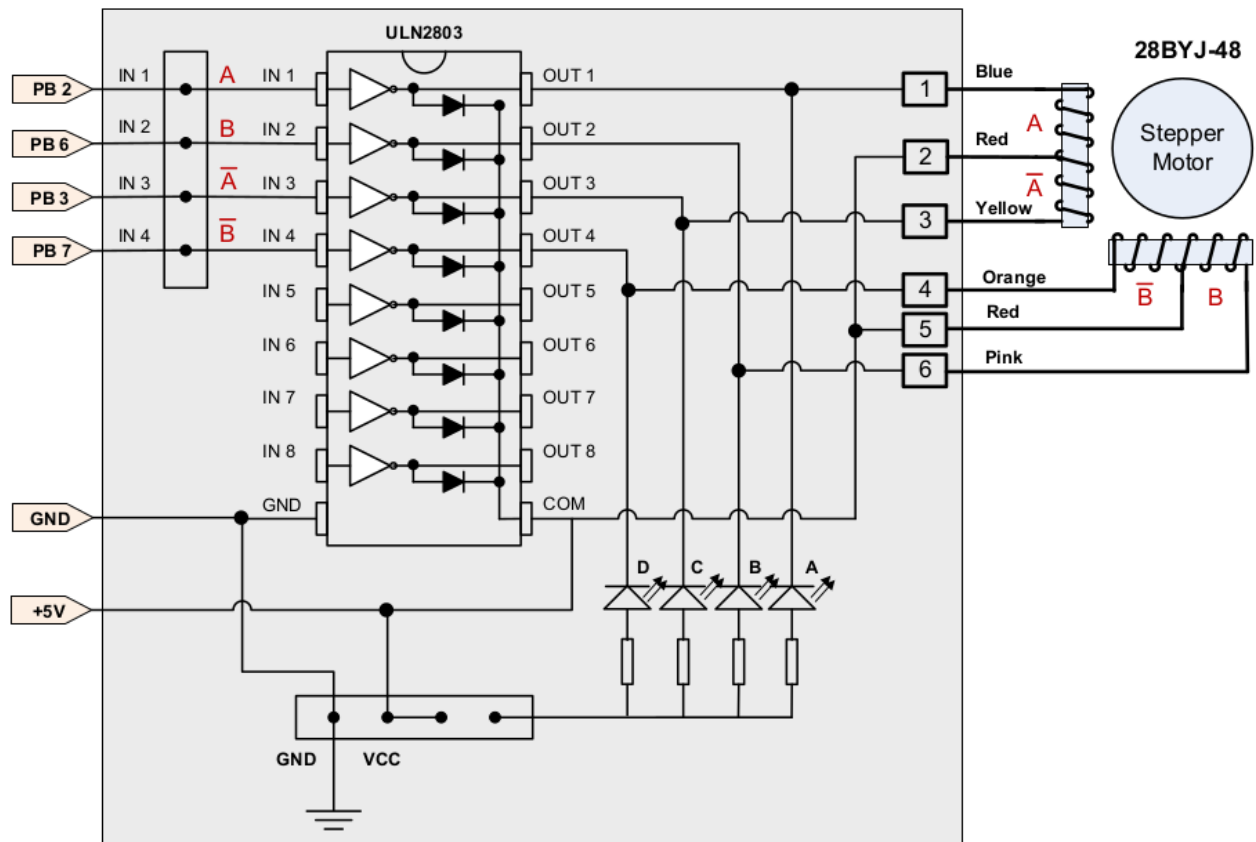 ULN2803
28BYJ-48
PB 2
IN 1
A
IN 1
OUT 1
1
Blue
PB 6
IN 2
B
IN 2
OUT 2
A
Stepper
Motor
2
Red
PB 3
IN 3
A̅
IN 3
OUT 3
A̅
3
Yellow
PB 7
IN 4
B̅
IN 4
OUT 4
4
Orange
IN 5
OUT 5
B̅
B
5
Red
IN 6
OUT 6
6
Pink
IN 7
OUT 7
IN 8
OUT 8
GND
GND
COM
D
C
B
A
+5V
GND
VCC